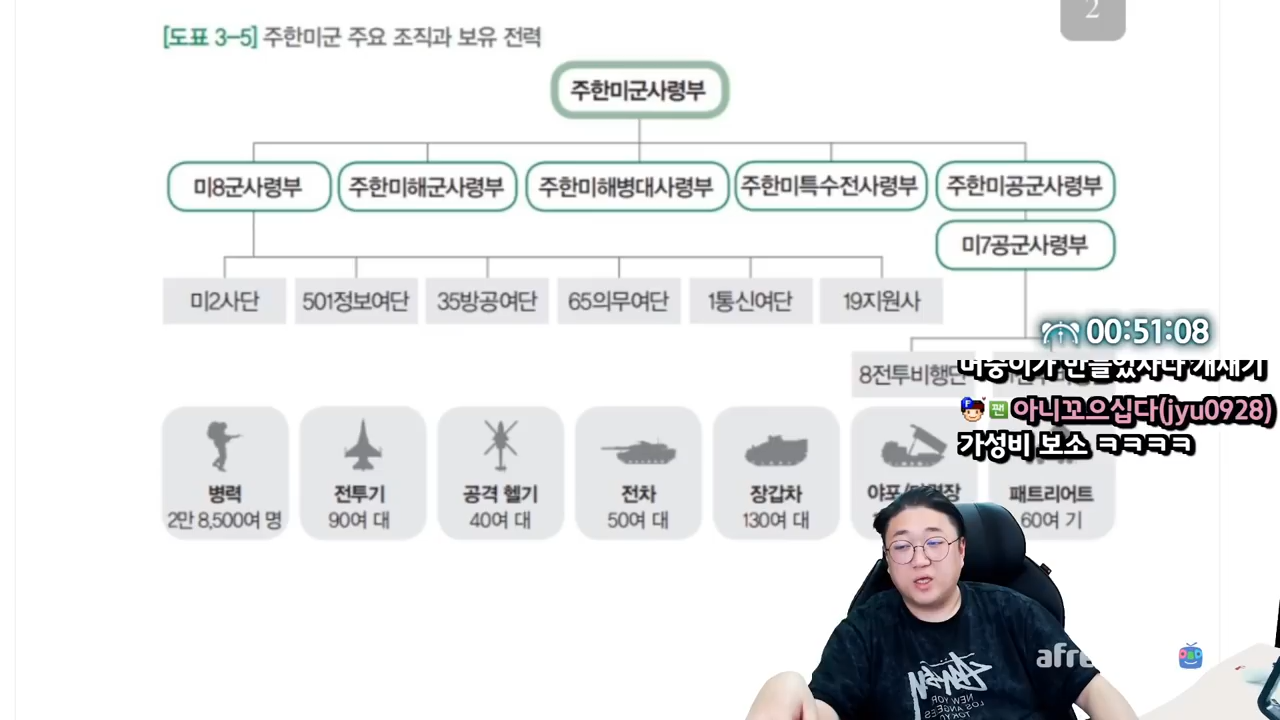 2
[도표 3-5] 주한미군 주요 조직과 보유 전력
주한미군사령부
미8군사령부
주한미해군사령부
주한미해병대사령부
주한미특수전사령부
주한미공군사령부
미7공군사령부
미2사단
501정보여단
35방공여단
65의무여단
1통신여단
19지원사
00:51:08
8전투비행단
팬 아니꼬으십다(jyu0928)
가성비 보소 ㅋㅋㅋㅋ
병력
2만 8,500여 명
전투기
90여 대
공격 헬기
40여 대
전차
50여 대
장갑차
130여 대
패트리어트
60여 기
afre
NEW YOR
LOS ANGELES
TOKYO